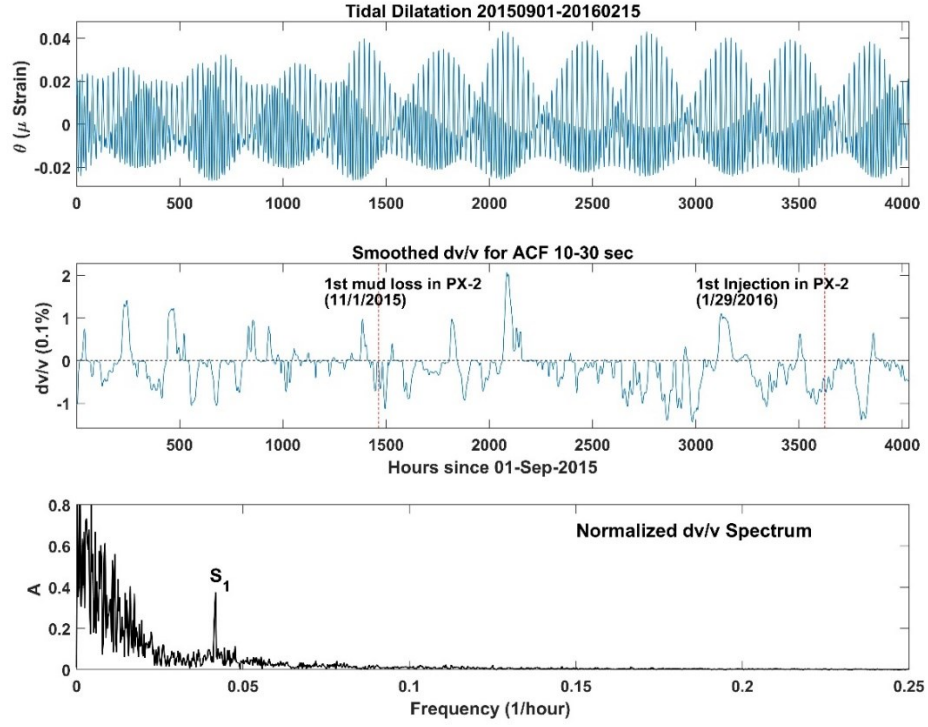 Tidal Dilatation 20150901-20160215
θ (μ Strain)
0.04
0.02
0
-0.02
0 500 1000 1500 2000 2500 3000 3500 4000
Smoothed dv/v for ACF 10-30 sec
dv/v (0.1%)
2
1
0
-1
1st mud loss in PX-2
(11/1/2015)
1st Injection in PX-2
(1/29/2016)
500 1000 1500 2000 2500 3000 3500 4000
Hours since 01-Sep-2015
A
0.8
0.6
0.4
0.2
0
Normalized dv/v Spectrum
S1
0 0.05 0.1 0.15 0.2 0.25
Frequency (1/hour)